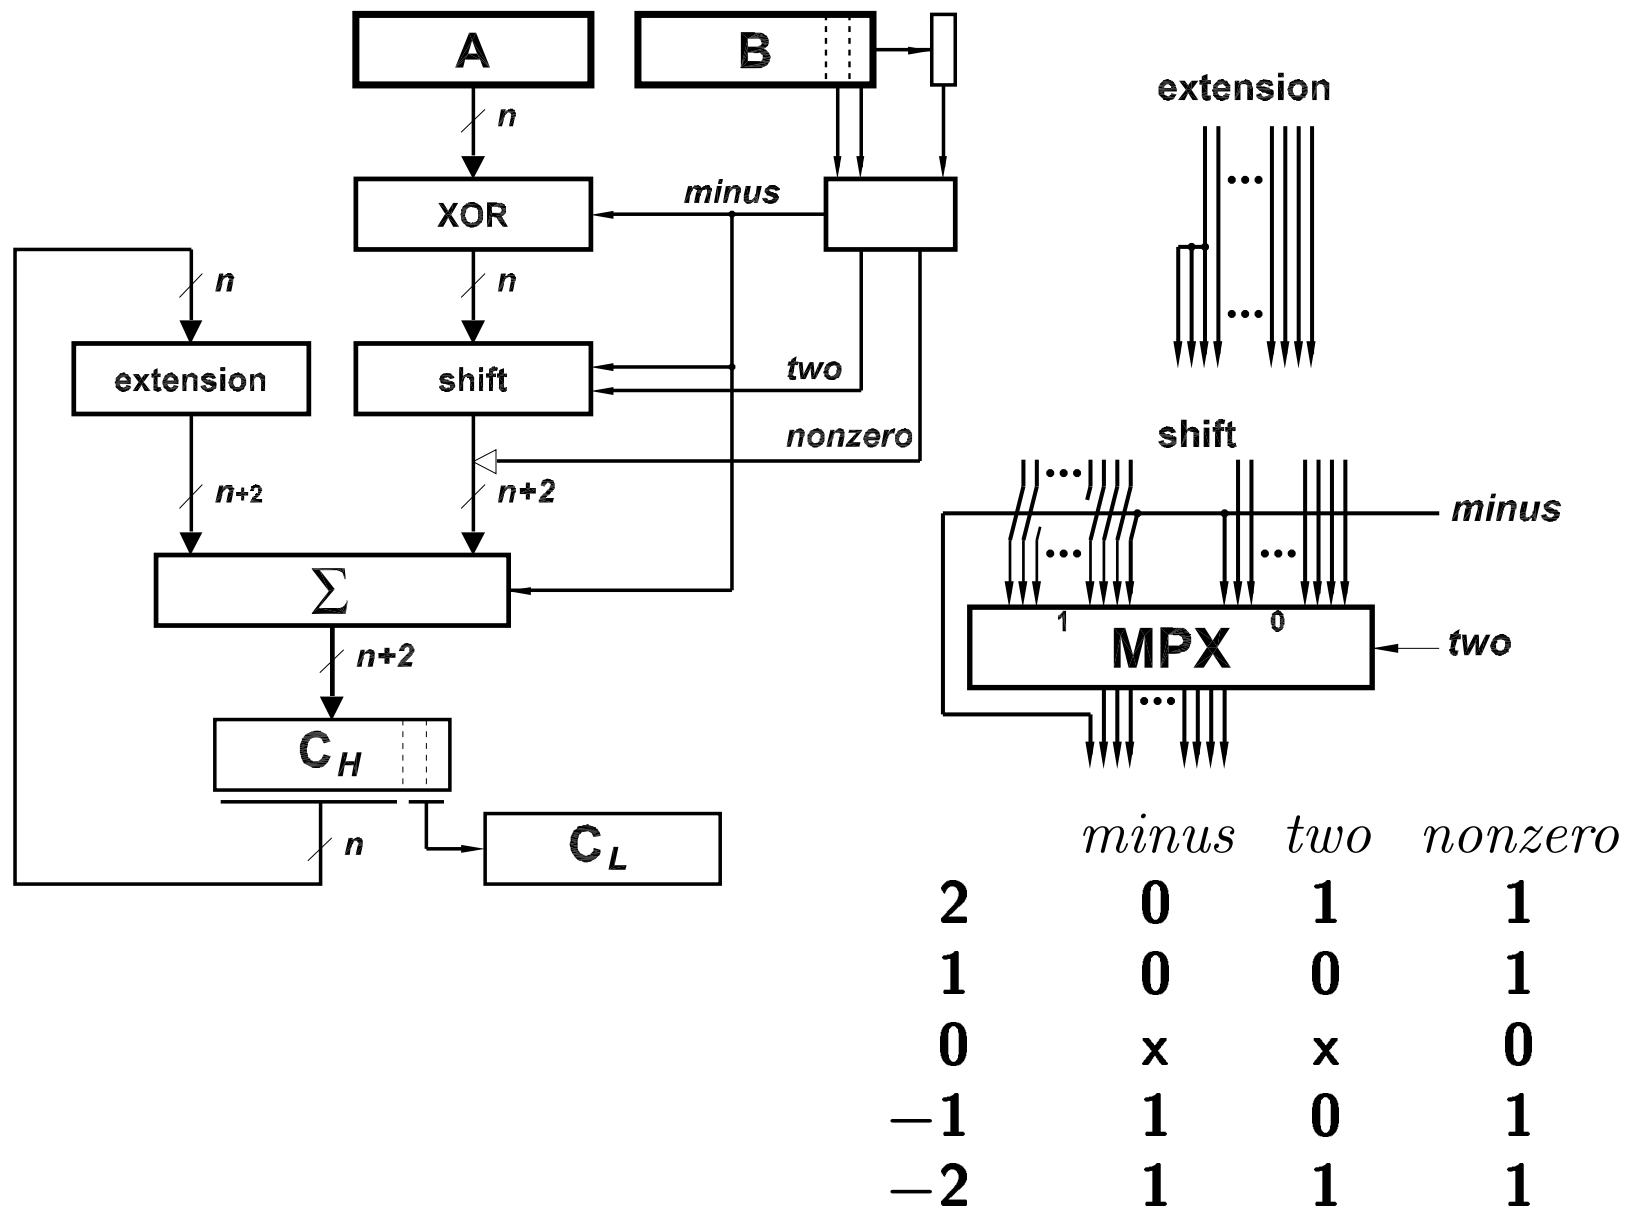 A
B
extension
n
minus
XOR
n
n
extension
shift
two
shift
nonzero
n+2
n+2
minus
Σ
1
0
MPX
two
n+2
C_H
n
C_L
minus two nonzero
2 0 1 1
1 0 0 1
0 x x 0
−1 1 0 1
−2 1 1 1